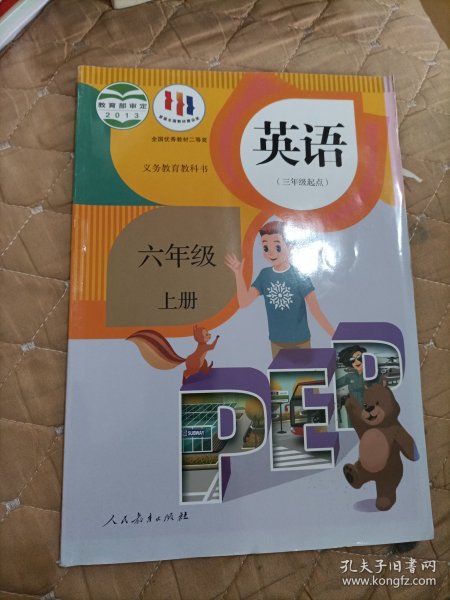 教育部审定
2013
全国优秀教材二等奖
义务教育教科书
英语
(三年级起点)
六年级
上册
SUBWAY
PEP
人民教育出版社
孔夫子旧书网
www.kongfz.com